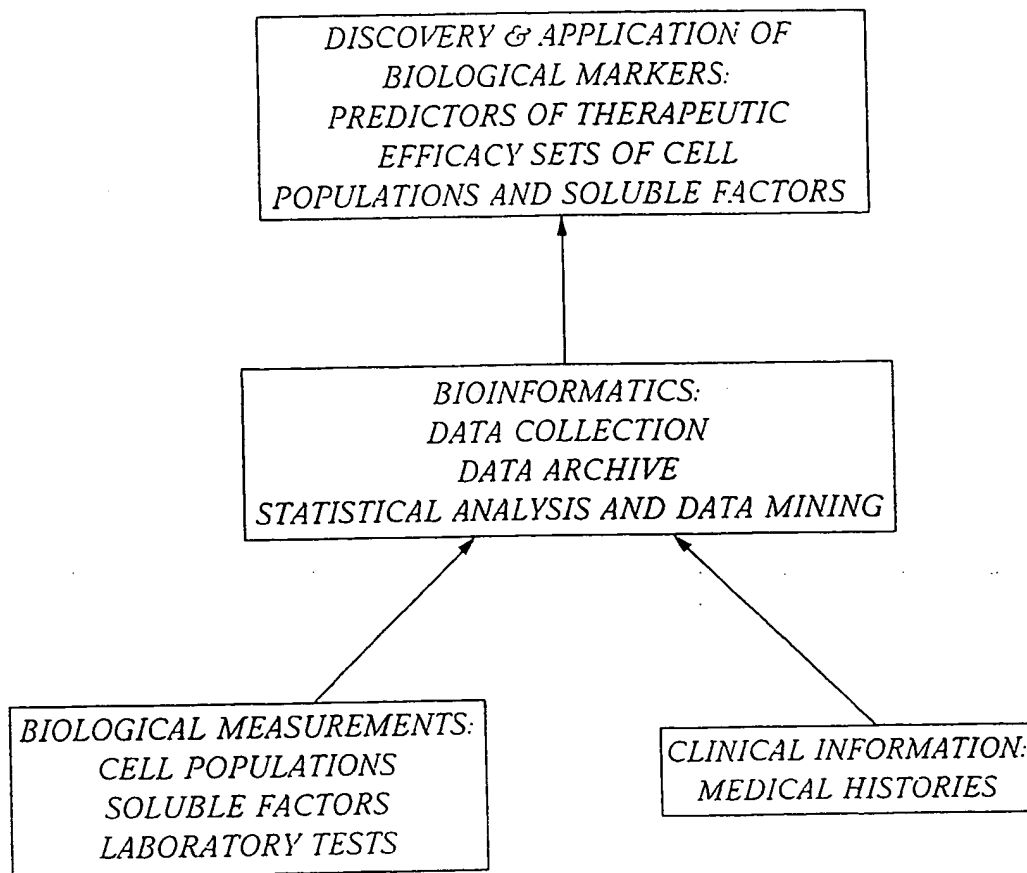 DISCOVERY & APPLICATION OF
BIOLOGICAL MARKERS:
PREDICTORS OF THERAPEUTIC
EFFICACY SETS OF CELL
POPULATIONS AND SOLUBLE FACTORS
BIOINFORMATICS:
DATA COLLECTION
DATA ARCHIVE
STATISTICAL ANALYSIS AND DATA MINING
BIOLOGICAL MEASUREMENTS:
CELL POPULATIONS
SOLUBLE FACTORS
LABORATORY TESTS
CLINICAL INFORMATION:
MEDICAL HISTORIES